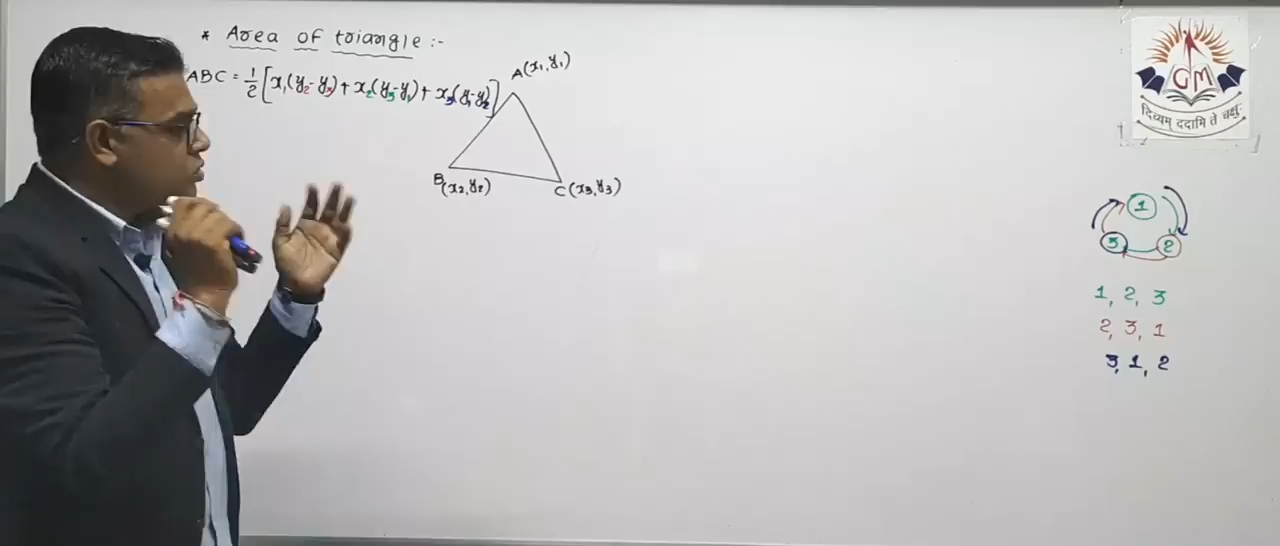 * Area of triangle :-
ABC = 1/2 [x₁(y₂-y₃) + x₂(y₃-y₁) + x₃(y₁-y₂)]
A(x₁,y₁)
B(x₂,y₂)
C(x₃,y₃)
GM
दिव्यम् ददामि ते चक्षुः
1
3 2
1, 2, 3
2, 3, 1
3, 1, 2